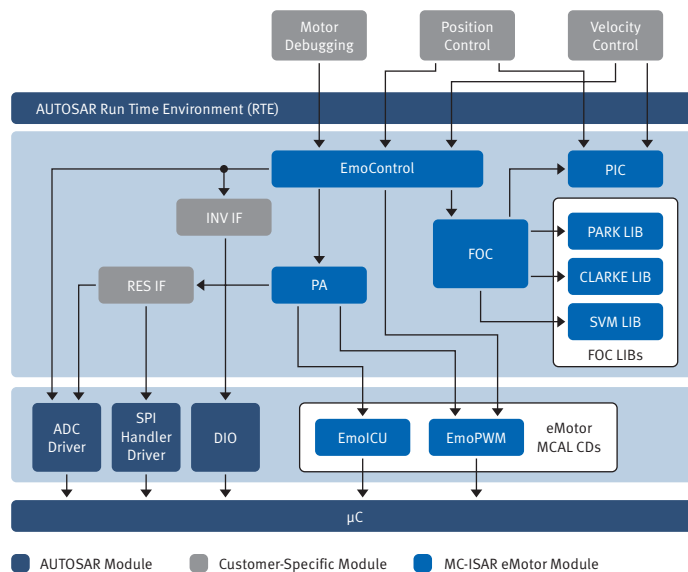 Motor
Debugging
Position
Control
Velocity
Control
AUTOSAR Run Time Environment (RTE)
EmoControl
PIC
INV IF
FOC
PARK LIB
CLARKE LIB
SVM LIB
FOC LIBs
RES IF
PA
ADC
Driver
SPI
Handler
Driver
DIO
EmoICU
EmoPWM
eMotor
MCAL CDs
µC
AUTOSAR Module
Customer-Specific Module
MC-ISAR eMotor Module